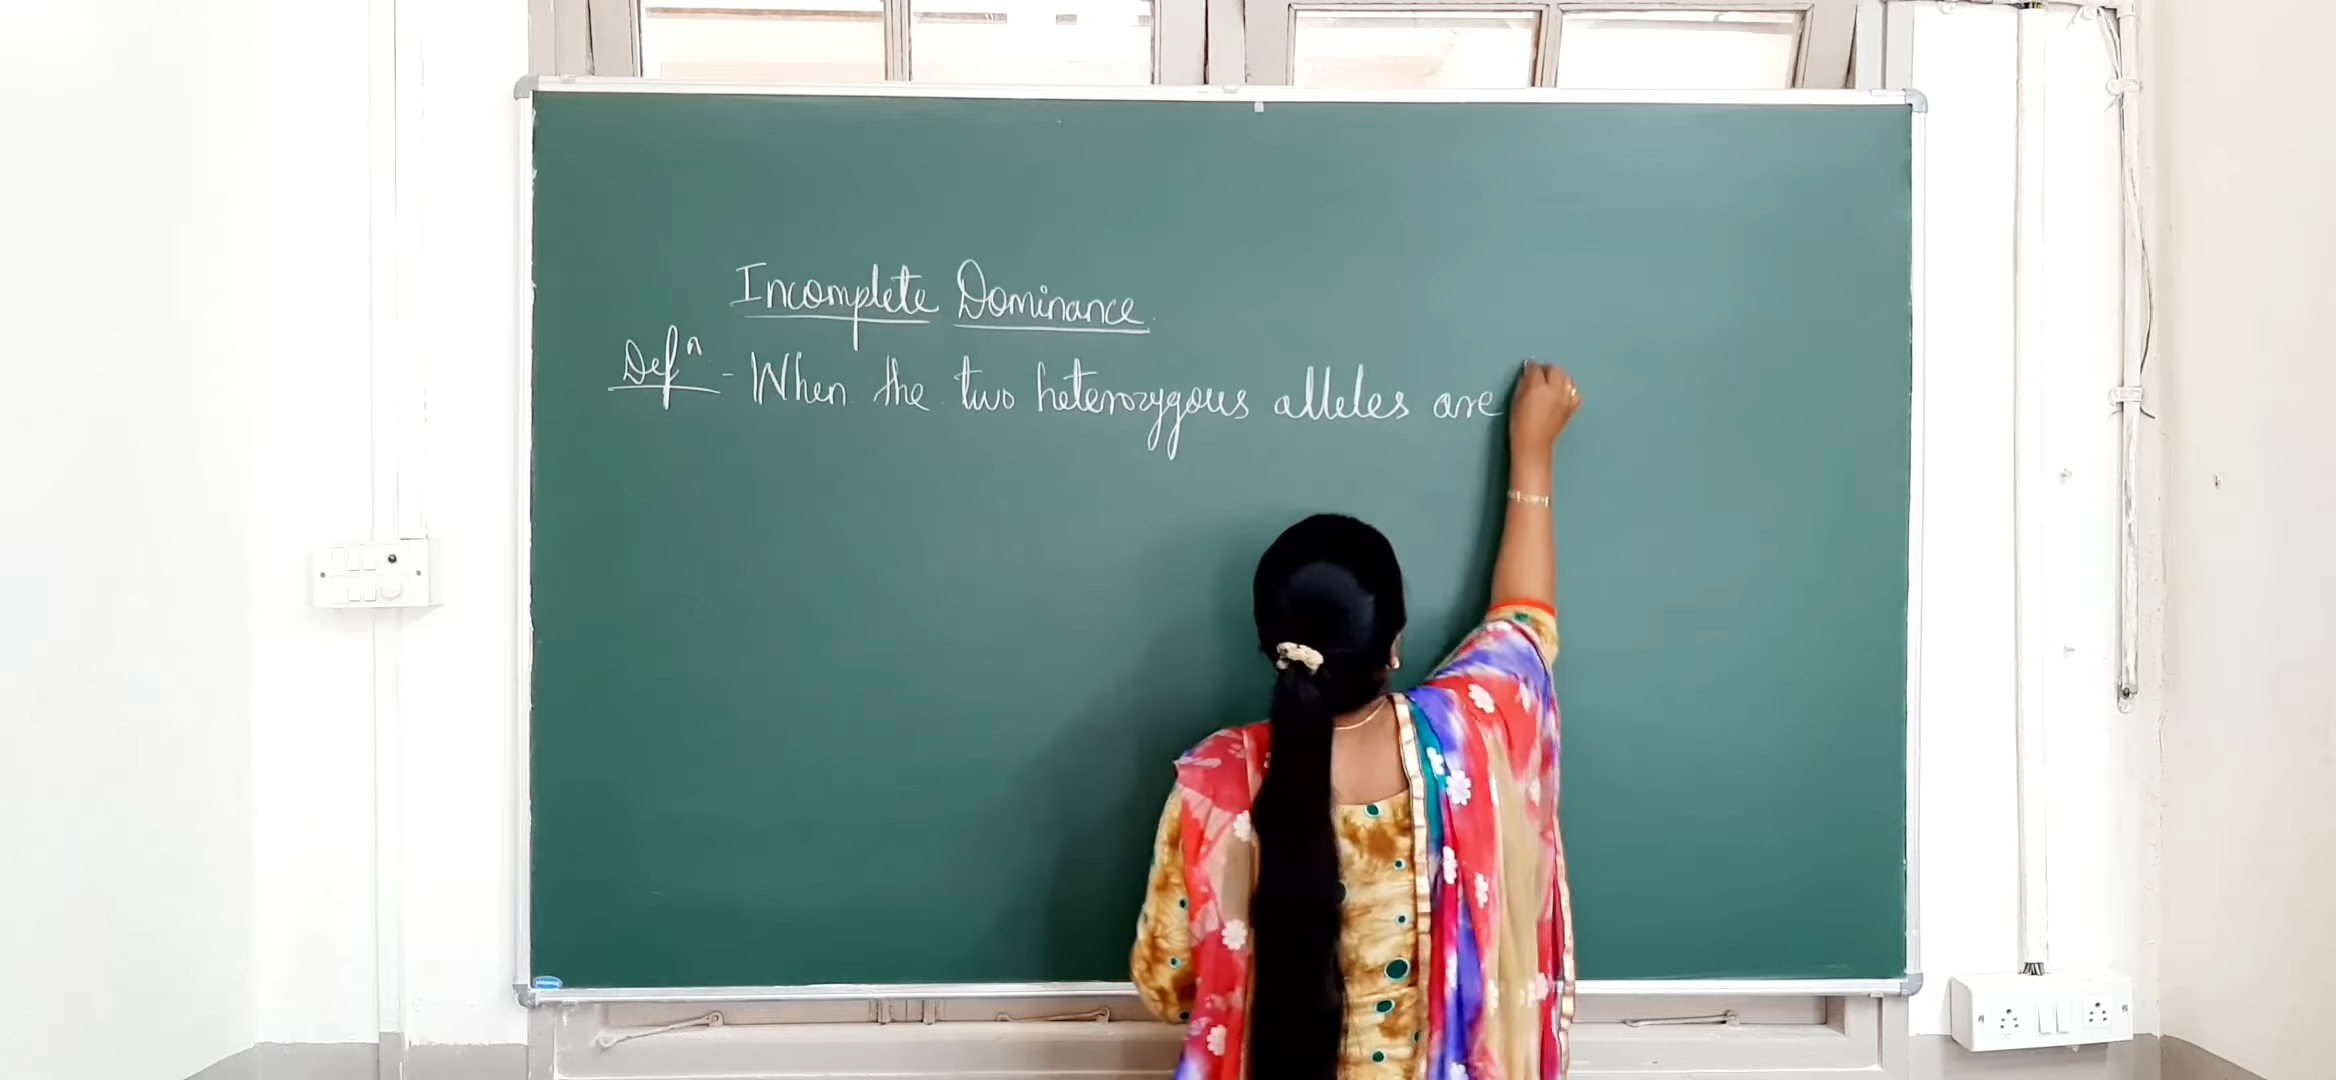 Incomplete Dominance.
Defⁿ - When the two heterozygous alleles are